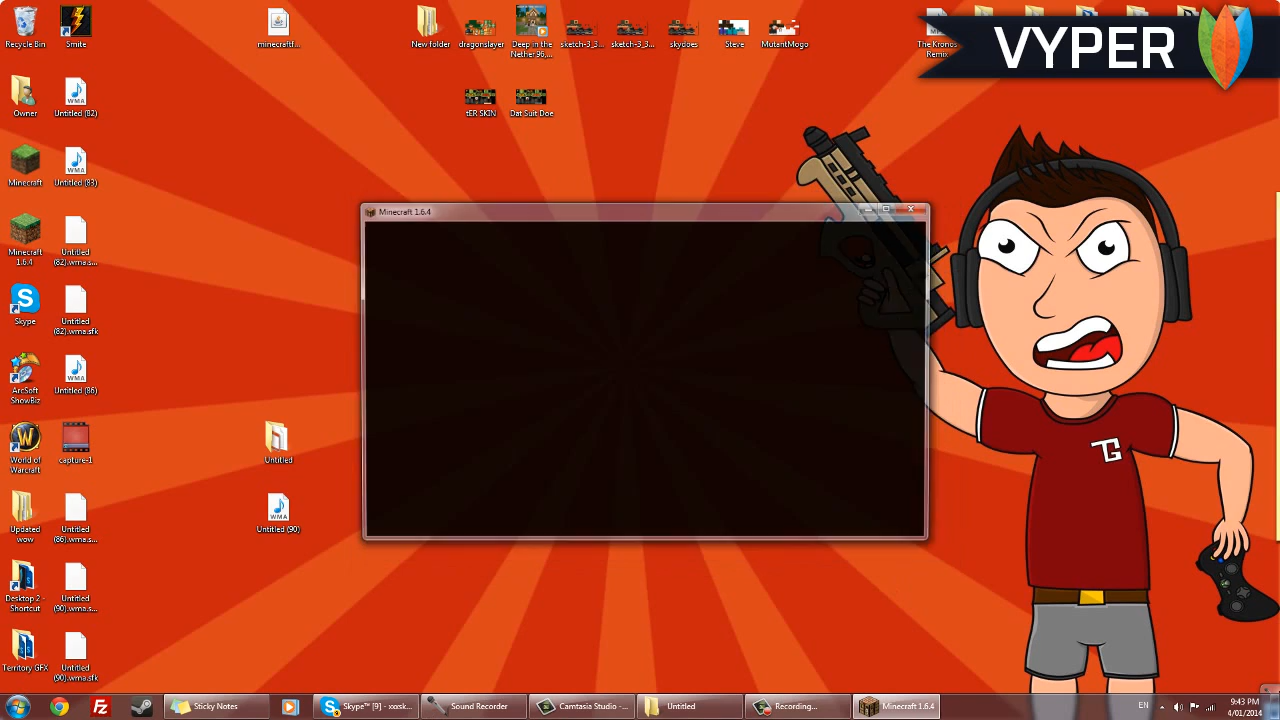 Recycle Bin
Smite
minecraftf...
New folder
dragonslayer
Deep in the
Nether 96,...
sketch-3_3...
sketch-3_3...
skydoes
Steve
MutantMogo
The Kronos
Remix
VYPER
Owner
Untitled (82)
tER SKIN
Dat Suit Doe
Minecraft
Untitled (83)
Minecraft 1.6.4
Minecraft
1.6.4
Untitled
(82).wma.s...
Skype
Untitled
(82).wma.sfk
ArcSoft
ShowBiz
Untitled (86)
TG
World of
Warcraft
capture-1
Untitled
Updated
wow
Untitled
(86).wma.s...
Untitled (90)
Desktop 2 -
Shortcut
Untitled
(90).wma.s...
Territory GFX
Untitled
(90).wma.sfk
Sticky Notes
Skype™ [9] - xxsk...
Sound Recorder
Camtasia Studio -...
Untitled
Recording...
Minecraft 1.6.4
EN
9:43 PM
4/01/2014